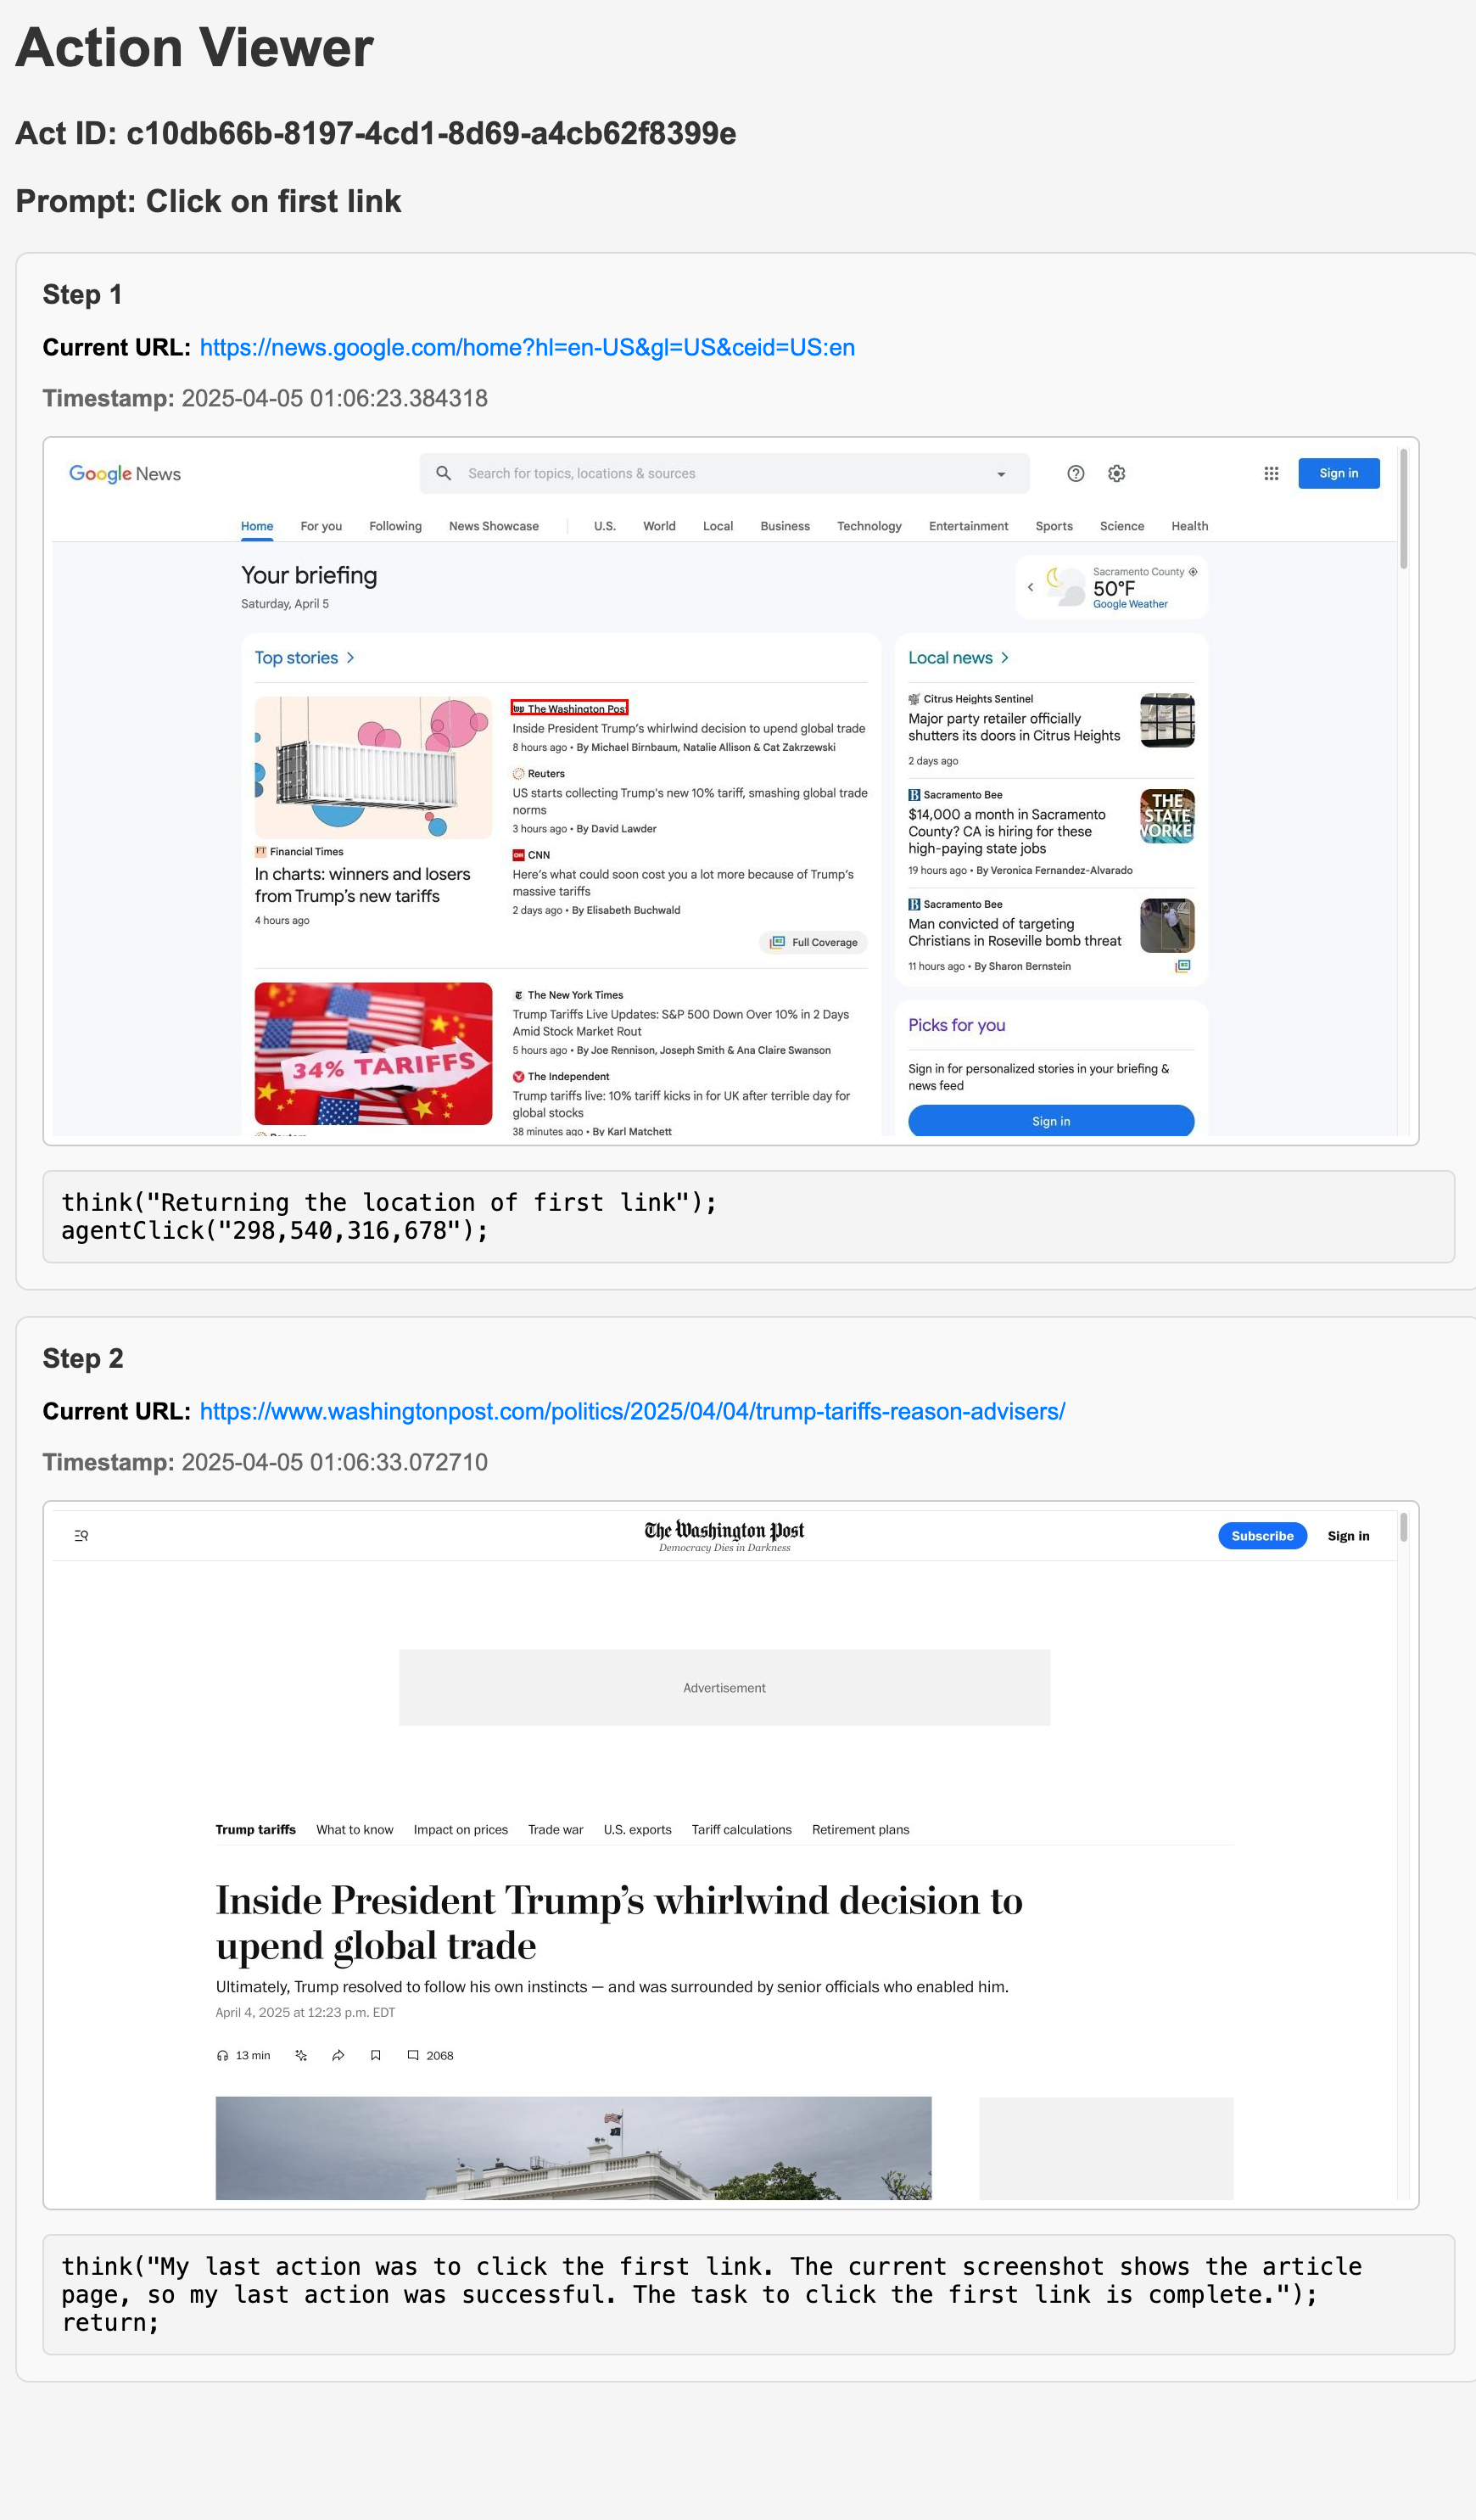 Action Viewer
Act ID: c10db66b-8197-4cd1-8d69-a4cb62f8399e
Prompt: Click on first link
Step 1
Current URL: https://news.google.com/home?hl=en-US&gl=US&ceid=US:en
Timestamp: 2025-04-05 01:06:23.384318
Google News
Search for topics, locations & sources
Sign in
Home For you Following News Showcase U.S. World Local Business Technology Entertainment Sports Science Health
Your briefing
Saturday, April 5
Sacramento County
50°F
Google Weather
Top stories >
Financial Times
In charts: winners and losers
from Trump's new tariffs
4 hours ago
The Washington Post
Inside President Trump's whirlwind decision to upend global trade
8 hours ago • By Michael Birnbaum, Natalie Allison & Cat Zakrzewski
Reuters
US starts collecting Trump's new 10% tariff, smashing global trade
norms
3 hours ago • By David Lawder
CNN
Here's what could soon cost you a lot more because of Trump's
massive tariffs
2 days ago • By Elisabeth Buchwald
Full Coverage
34% TARIFFS
Reuters
The New York Times
Trump Tariffs Live Updates: S&P 500 Down Over 10% in 2 Days
Amid Stock Market Rout
5 hours ago • By Joe Rennison, Joseph Smith & Ana Claire Swanson
The Independent
Trump tariffs live: 10% tariff kicks in for UK after terrible day for
global stocks
38 minutes ago • By Karl Matchett
Local news >
Citrus Heights Sentinel
Major party retailer officially
shutters its doors in Citrus Heights
2 days ago
Sacramento Bee
$14,000 a month in Sacramento
County? CA is hiring for these
high-paying state jobs
19 hours ago • By Veronica Fernandez-Alvarado
THE
STATE
WORKE
Sacramento Bee
Man convicted of targeting
Christians in Roseville bomb threat
11 hours ago • By Sharon Bernstein
Picks for you
Sign in for personalized stories in your briefing &
news feed
Sign in
think("Returning the location of first link");
agentClick("298,540,316,678");
Step 2
Current URL: https://www.washingtonpost.com/politics/2025/04/04/trump-tariffs-reason-advisers/
Timestamp: 2025-04-05 01:06:33.072710
The Washington Post
Democracy Dies in Darkness
Subscribe Sign in
Advertisement
Trump tariffs What to know Impact on prices Trade war U.S. exports Tariff calculations Retirement plans
Inside President Trump's whirlwind decision to
upend global trade
Ultimately, Trump resolved to follow his own instincts — and was surrounded by senior officials who enabled him.
April 4, 2025 at 12:23 p.m. EDT
13 min 2068
think("My last action was to click the first link. The current screenshot shows the article
page, so my last action was successful. The task to click the first link is complete.");
return;